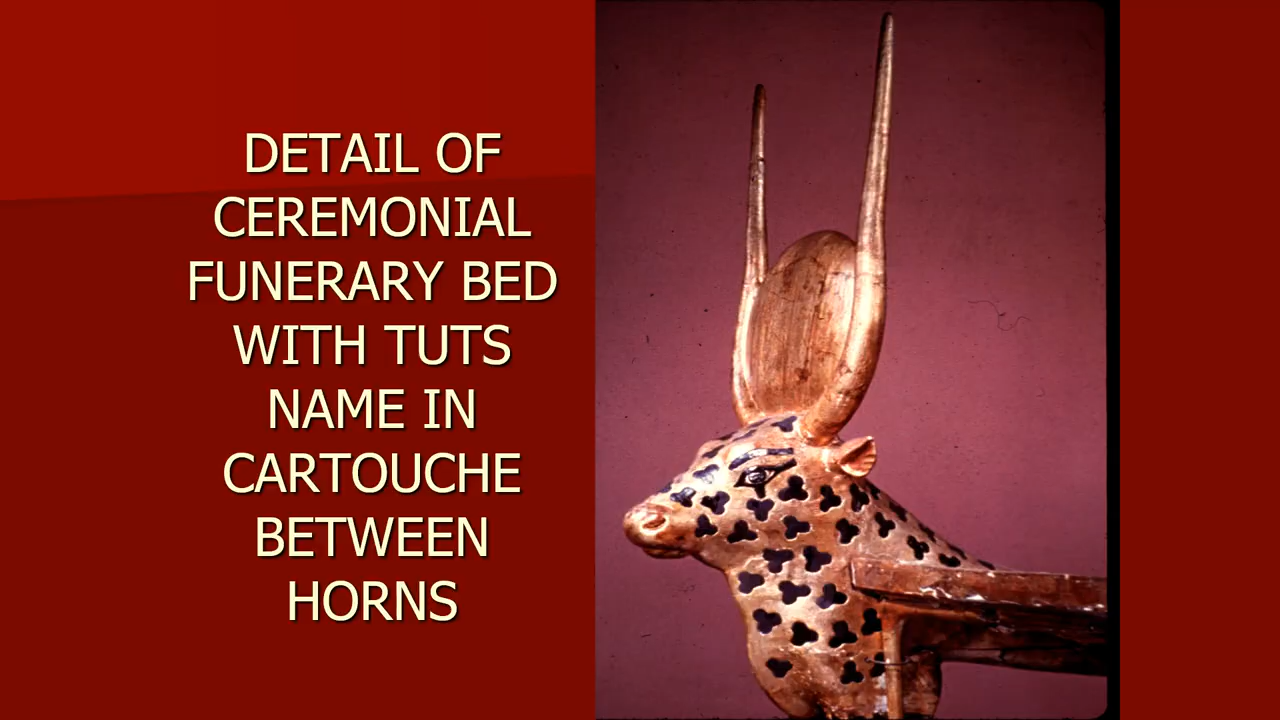 DETAIL OF
CEREMONIAL
FUNERARY BED
WITH TUTS
NAME IN
CARTOUCHE
BETWEEN
HORNS